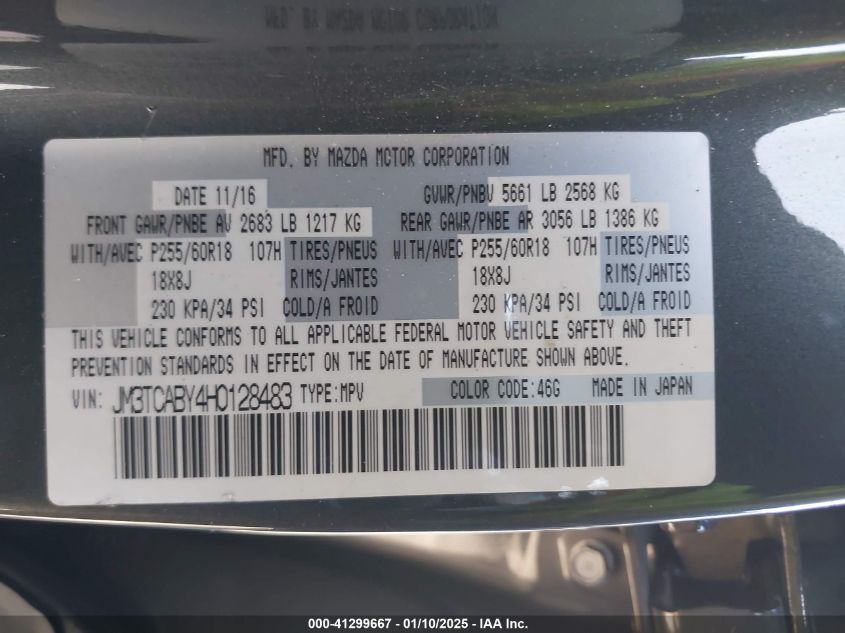 MFD. BY MAZDA MOTOR CORPORATION
DATE 11/16 GVWR/PNBV 5661 LB 2568 KG
FRONT GAWR/PNBE AV 2683 LB 1217 KG REAR GAWR/PNBE AR 3056 LB 1386 KG
WITH/AVEC P255/60R18 107H TIRES/PNEUS WITH/AVEC P255/60R18 107H TIRES/PNEUS
18X8J RIMS/JANTES 18X8J RIMS/JANTES
230 KPA/34 PSI COLD/A FROID 230 KPA/34 PSI COLD/A FROID
THIS VEHICLE CONFORMS TO ALL APPLICABLE FEDERAL MOTOR VEHICLE SAFETY AND THEFT
PREVENTION STANDARDS IN EFFECT ON THE DATE OF MANUFACTURE SHOWN ABOVE.
VIN: JM3TCABY4H0128483 TYPE:MPV COLOR CODE:46G MADE IN JAPAN
000-41299667 - 01/10/2025 - IAA Inc.